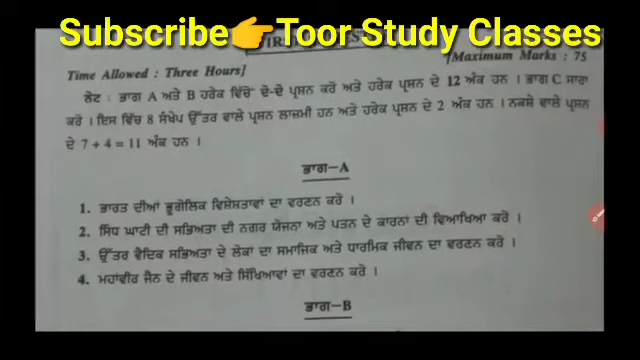 Subscribe👉Toor Study Classes
Maximum Marks : 75
Time Allowed : Three Hours]
ਨੋਟ : ਭਾਗ A ਅਤੇ B ਹਰੇਕ ਵਿੱਚੋਂ ਦੋ-ਦੋ ਪ੍ਰਸ਼ਨ ਕਰੋ ਅਤੇ ਹਰੇਕ ਪ੍ਰਸ਼ਨ ਦੇ 12 ਅੰਕ ਹਨ । ਭਾਗ C ਸਾਰਾ
ਕਰੋ । ਇਸ ਵਿੱਚ 8 ਸੰਖੇਪ ਉੱਤਰ ਵਾਲੇ ਪ੍ਰਸ਼ਨ ਲਾਜ਼ਮੀ ਹਨ ਅਤੇ ਹਰੇਕ ਪ੍ਰਸ਼ਨ ਦੇ 2 ਅੰਕ ਹਨ । ਨਕਸ਼ੇ ਵਾਲੇ ਪ੍ਰਸ਼ਨ
ਦੇ 7 + 4 = 11 ਅੰਕ ਹਨ ।
ਭਾਗ-A
1. ਭਾਰਤ ਦੀਆਂ ਭੂਗੋਲਿਕ ਵਿਸ਼ੇਸ਼ਤਾਵਾਂ ਦਾ ਵਰਣਨ ਕਰੋ ।
2. ਸਿੰਧ ਘਾਟੀ ਦੀ ਸਭਿਅਤਾ ਦੀ ਨਗਰ ਯੋਜਨਾ ਅਤੇ ਪਤਨ ਦੇ ਕਾਰਨਾਂ ਦੀ ਵਿਆਖਿਆ ਕਰੋ ।
3. ਉੱਤਰ ਵੈਦਿਕ ਸਭਿਅਤਾ ਦੇ ਲੋਕਾਂ ਦਾ ਸਮਾਜਿਕ ਅਤੇ ਧਾਰਮਿਕ ਜੀਵਨ ਦਾ ਵਰਣਨ ਕਰੋ ।
4. ਮਹਾਂਵੀਰ ਜੈਨ ਦੇ ਜੀਵਨ ਅਤੇ ਸਿੱਖਿਆਵਾਂ ਦਾ ਵਰਣਨ ਕਰੋ ।
ਭਾਗ-B